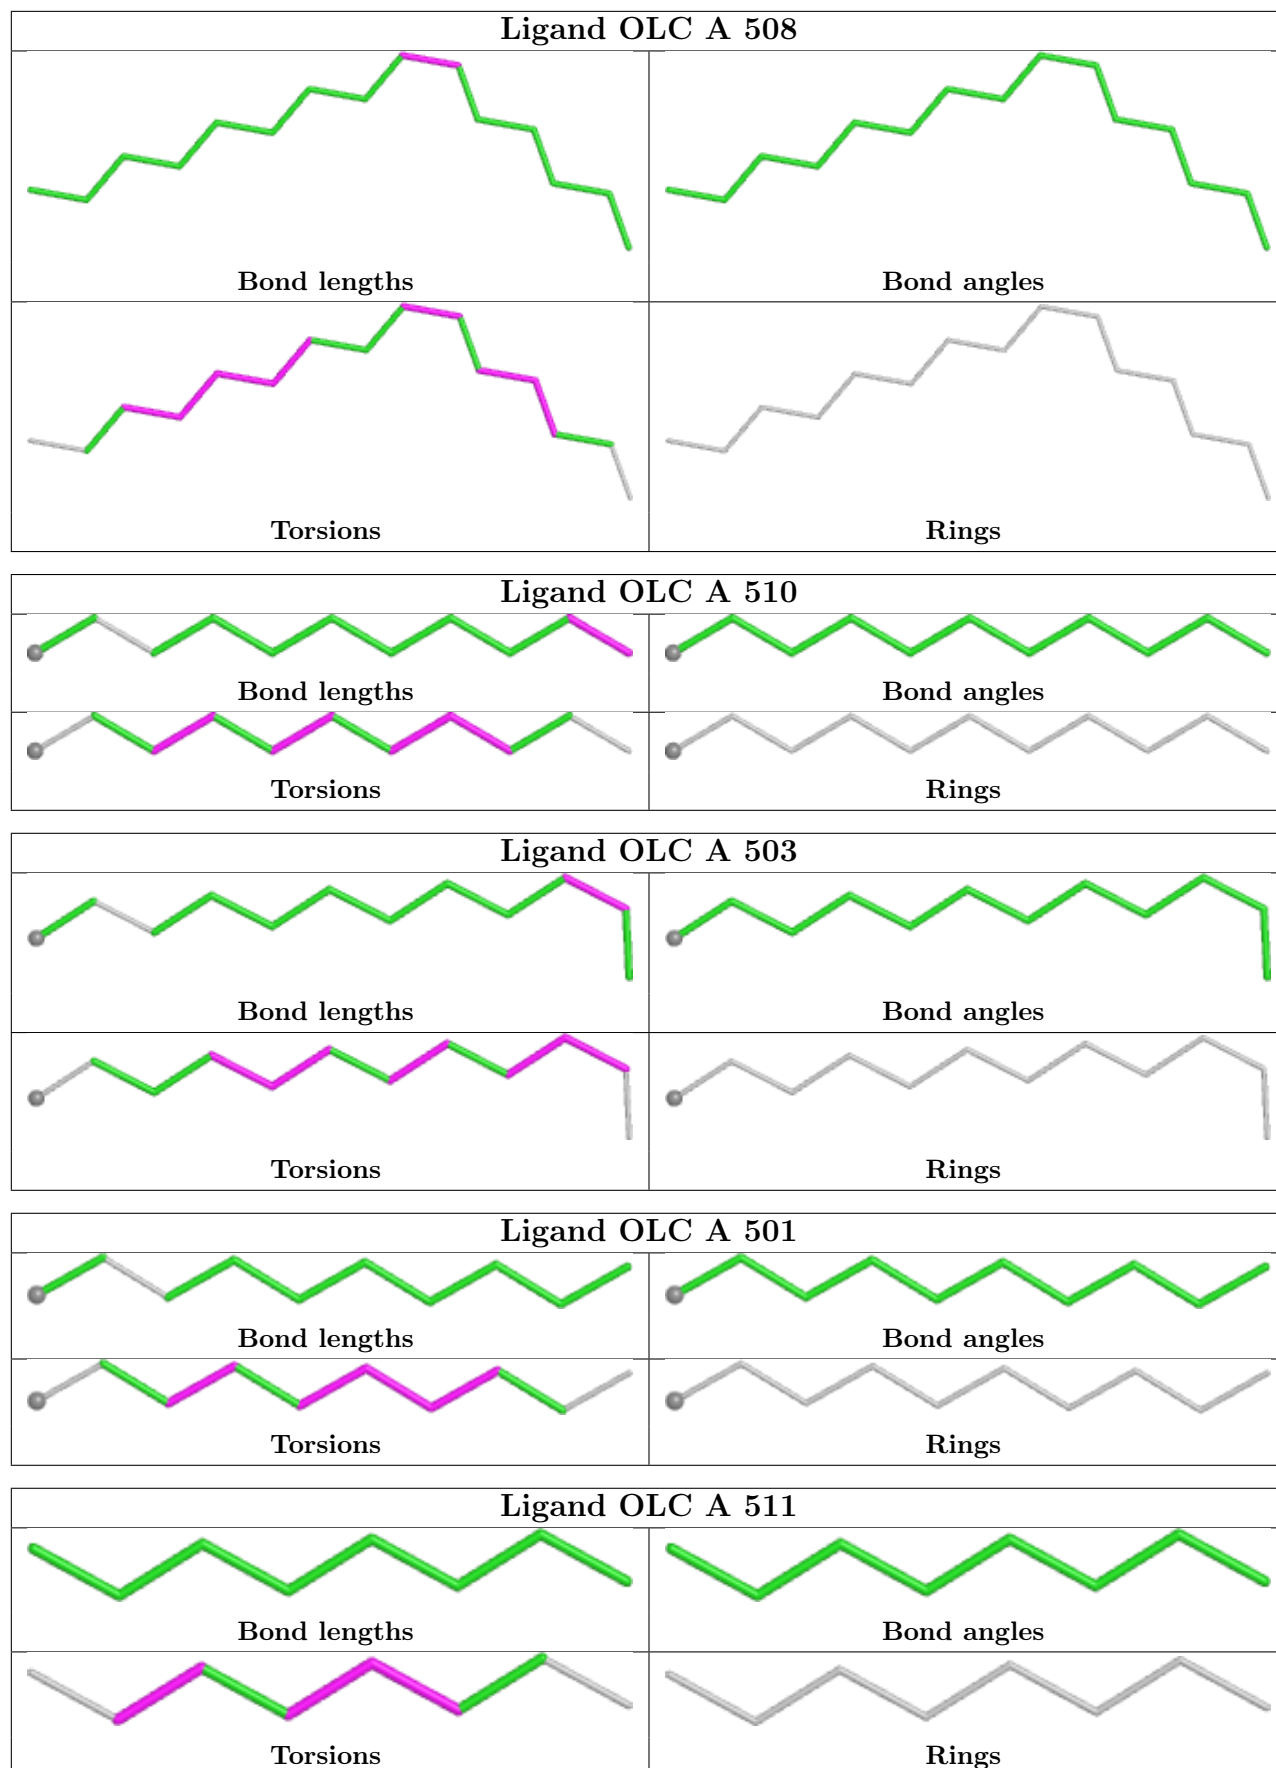 Ligand OLC A 508
Bond lengths
Bond angles
Torsions
Rings
Ligand OLC A 510
Bond lengths
Bond angles
Torsions
Rings
Ligand OLC A 503
Bond lengths
Bond angles
Torsions
Rings
Ligand OLC A 501
Bond lengths
Bond angles
Torsions
Rings
Ligand OLC A 511
Bond lengths
Bond angles
Torsions
Rings